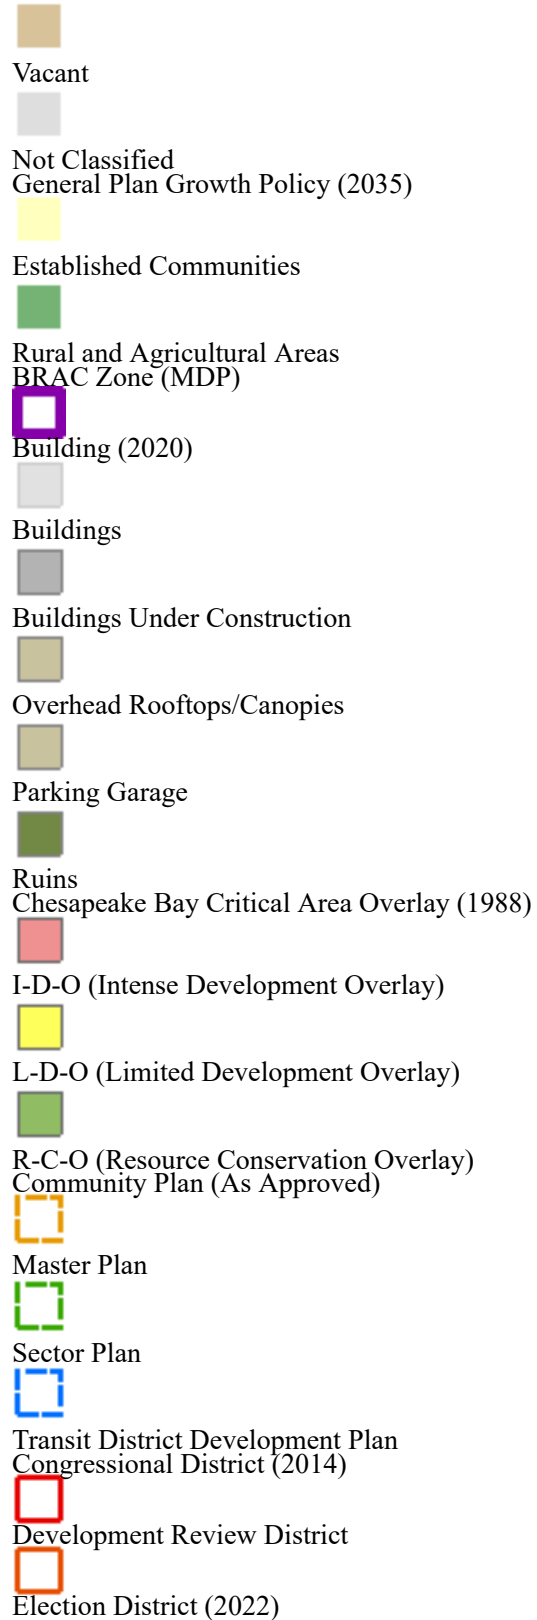 Vacant
Not Classified
General Plan Growth Policy (2035)
Established Communities
Rural and Agricultural Areas
BRAC Zone (MDP)
Building (2020)
Buildings
Buildings Under Construction
Overhead Rooftops/Canopies
Parking Garage
Ruins
Chesapeake Bay Critical Area Overlay (1988)
I-D-O (Intense Development Overlay)
L-D-O (Limited Development Overlay)
R-C-O (Resource Conservation Overlay)
Community Plan (As Approved)
Master Plan
Sector Plan
Transit District Development Plan
Congressional District (2014)
Development Review District
Election District (2022)